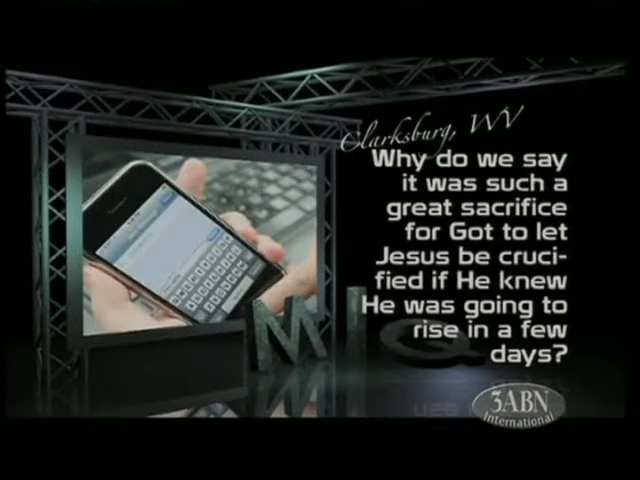 Clarksburg, WV
Why do we say
it was such a
great sacrifice
for Got to let
Jesus be cruci-
fied if He knew
He was going to
rise in a few
days?
MIQ
3ABN
International